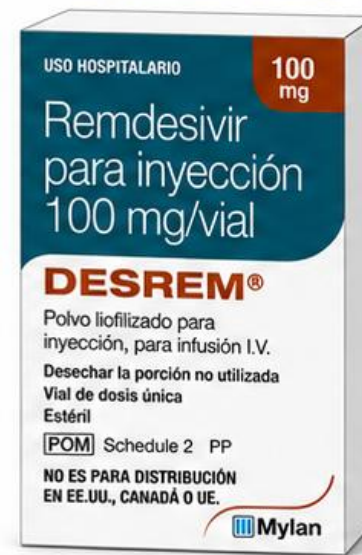 USO HOSPITALARIO
100
mg
Remdesivir
para inyección
100 mg/vial
DESREM®
Polvo liofilizado para
inyección, para infusión I.V.
Desechar la porción no utilizada
Vial de dosis única
Estéril
POM Schedule 2 PP
NO ES PARA DISTRIBUCIÓN
EN EE.UU., CANADÁ O UE.
Mylan